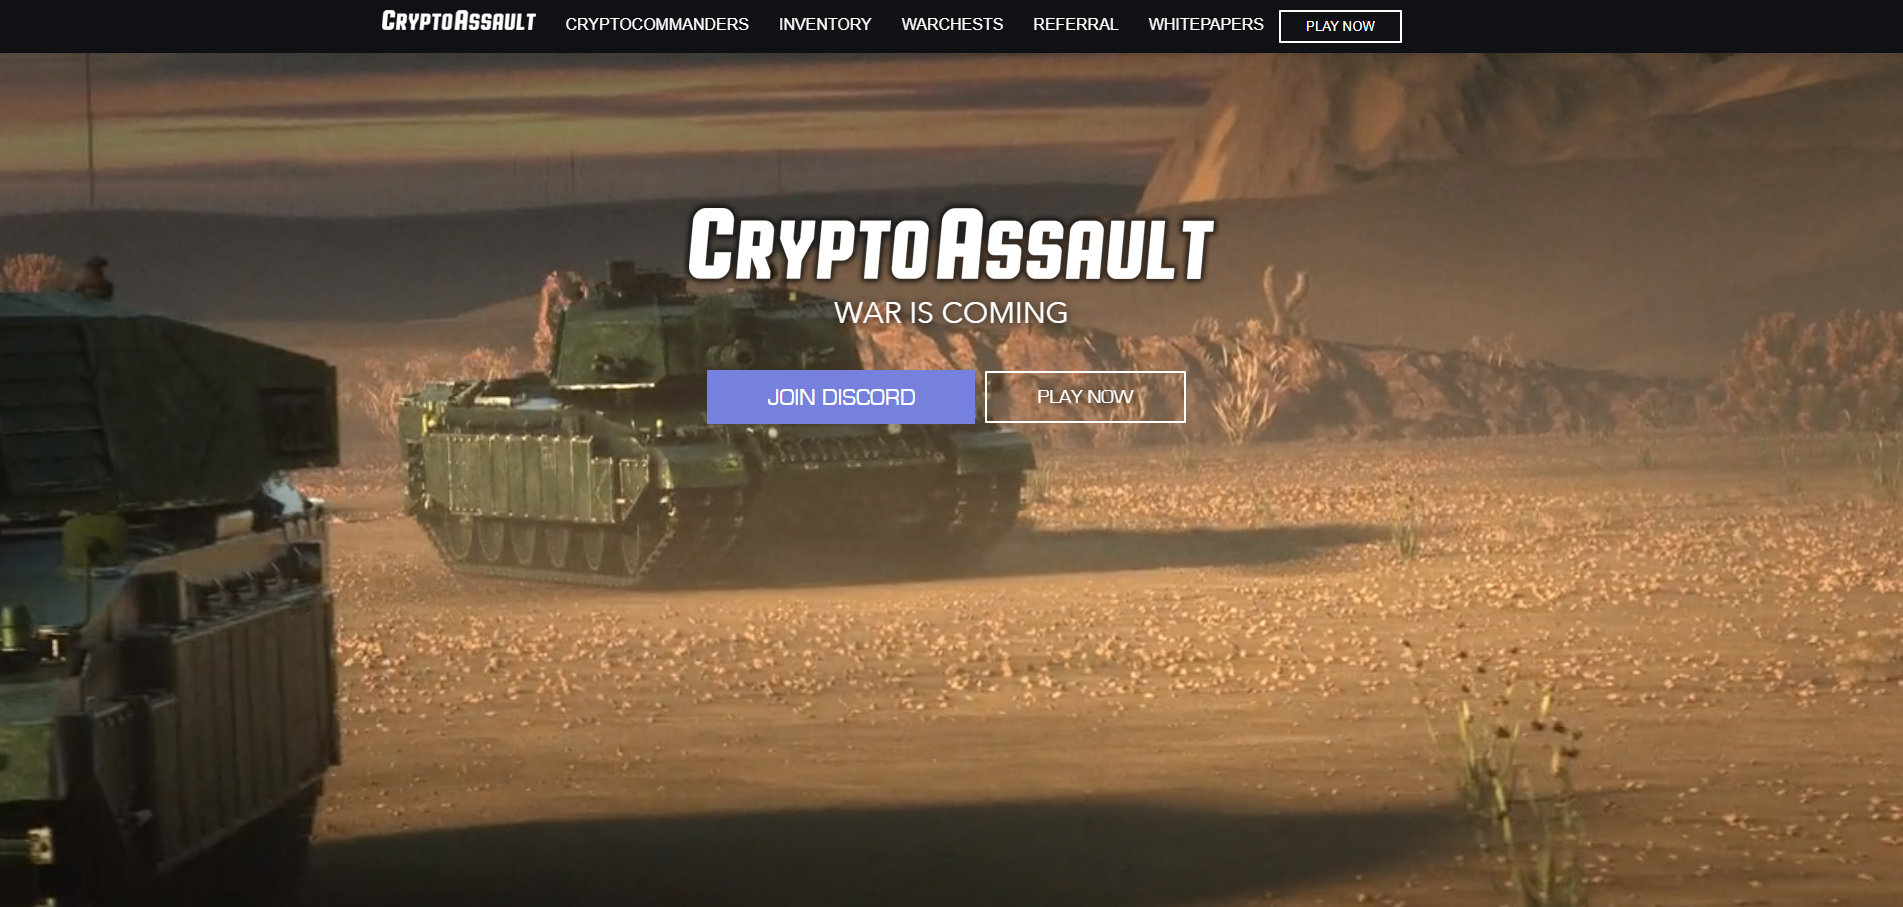 CRYPTOASSAULT CRYPTOCOMMANDERS INVENTORY WARCHESTS REFERRAL WHITEPAPERS PLAY NOW
CRYPTOASSAULT
WAR IS COMING
JOIN DISCORD PLAY NOW